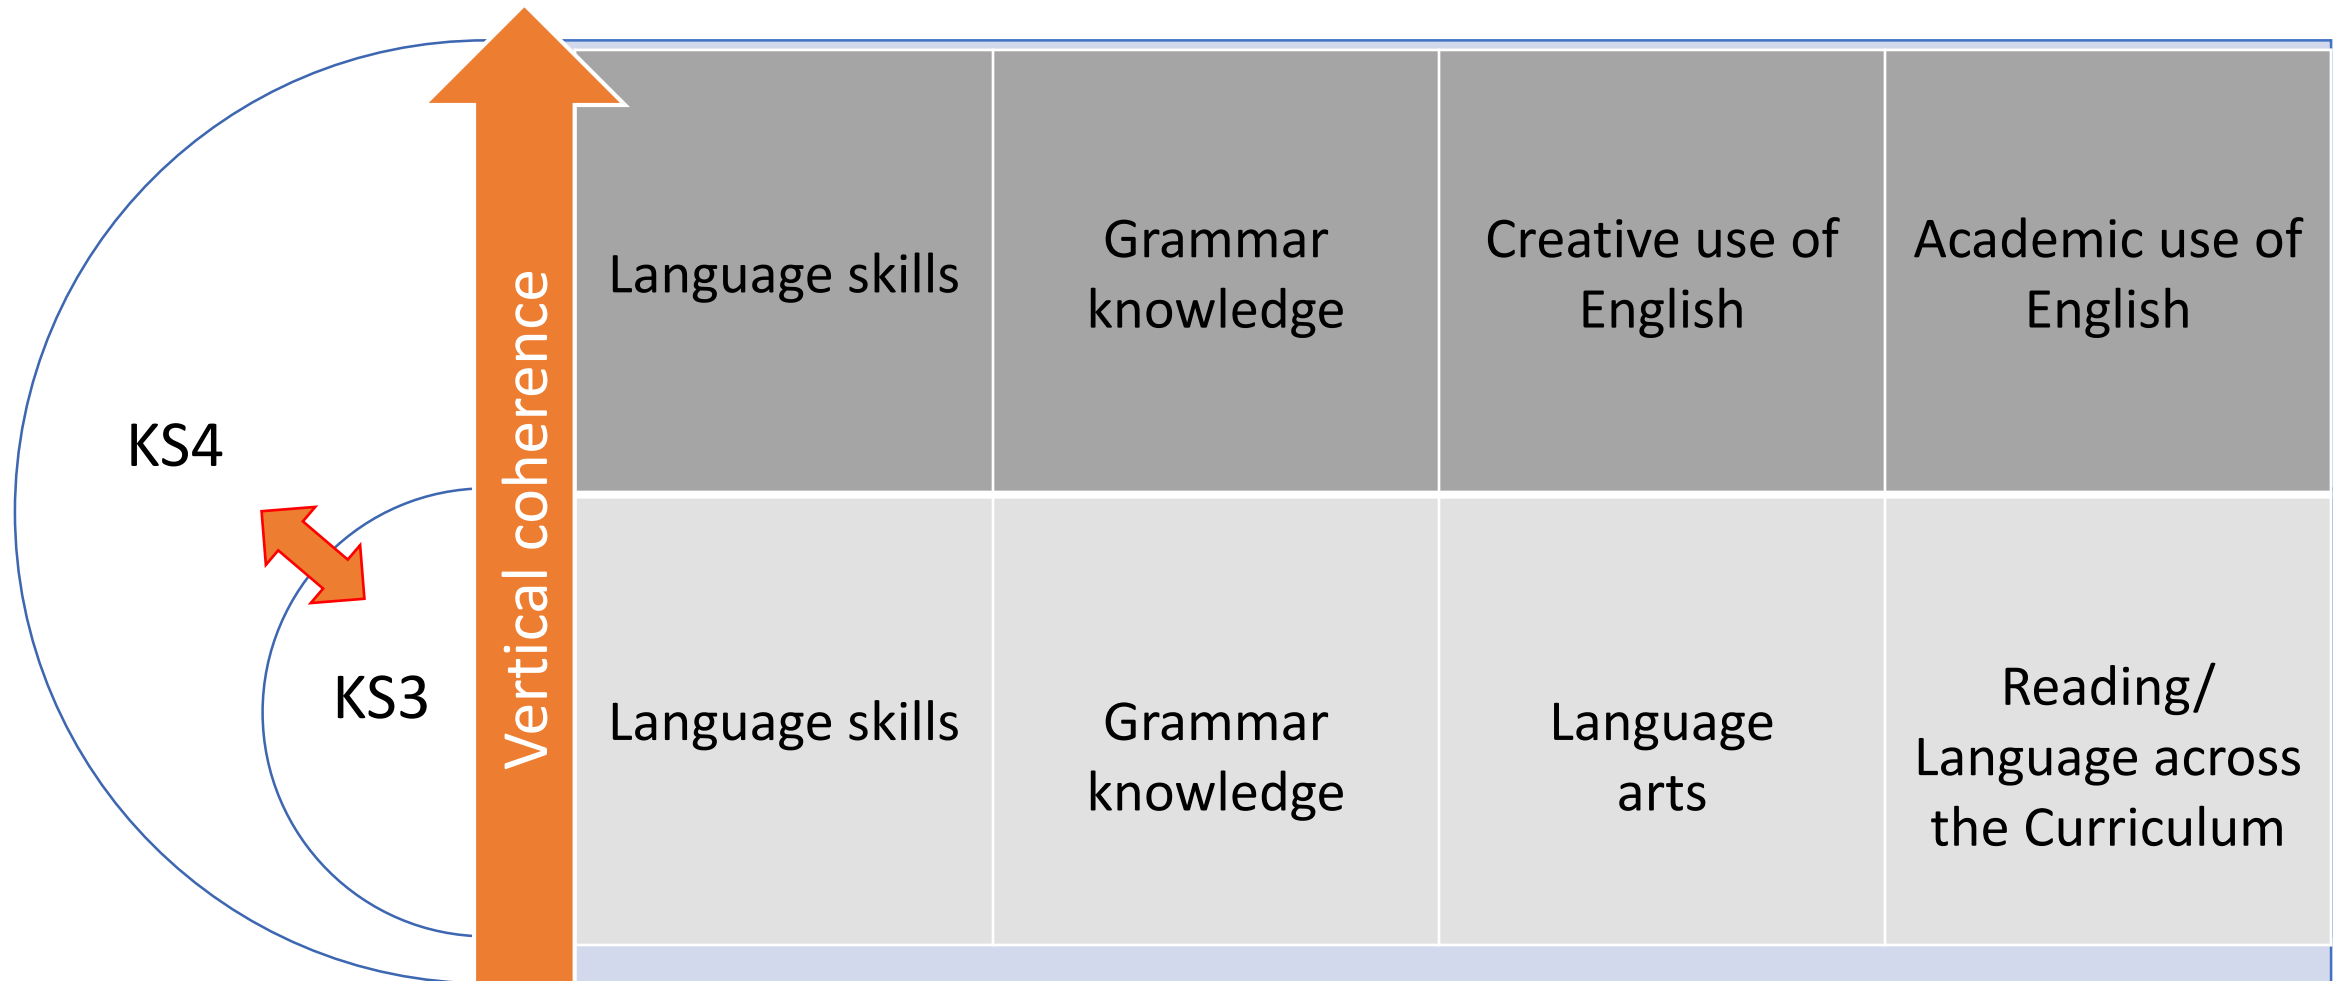 KS4
KS3
Vertical coherence
Language skills
Grammar
knowledge
Creative use of
English
Academic use of
English
Language skills
Grammar
knowledge
Language
arts
Reading/
Language across
the Curriculum